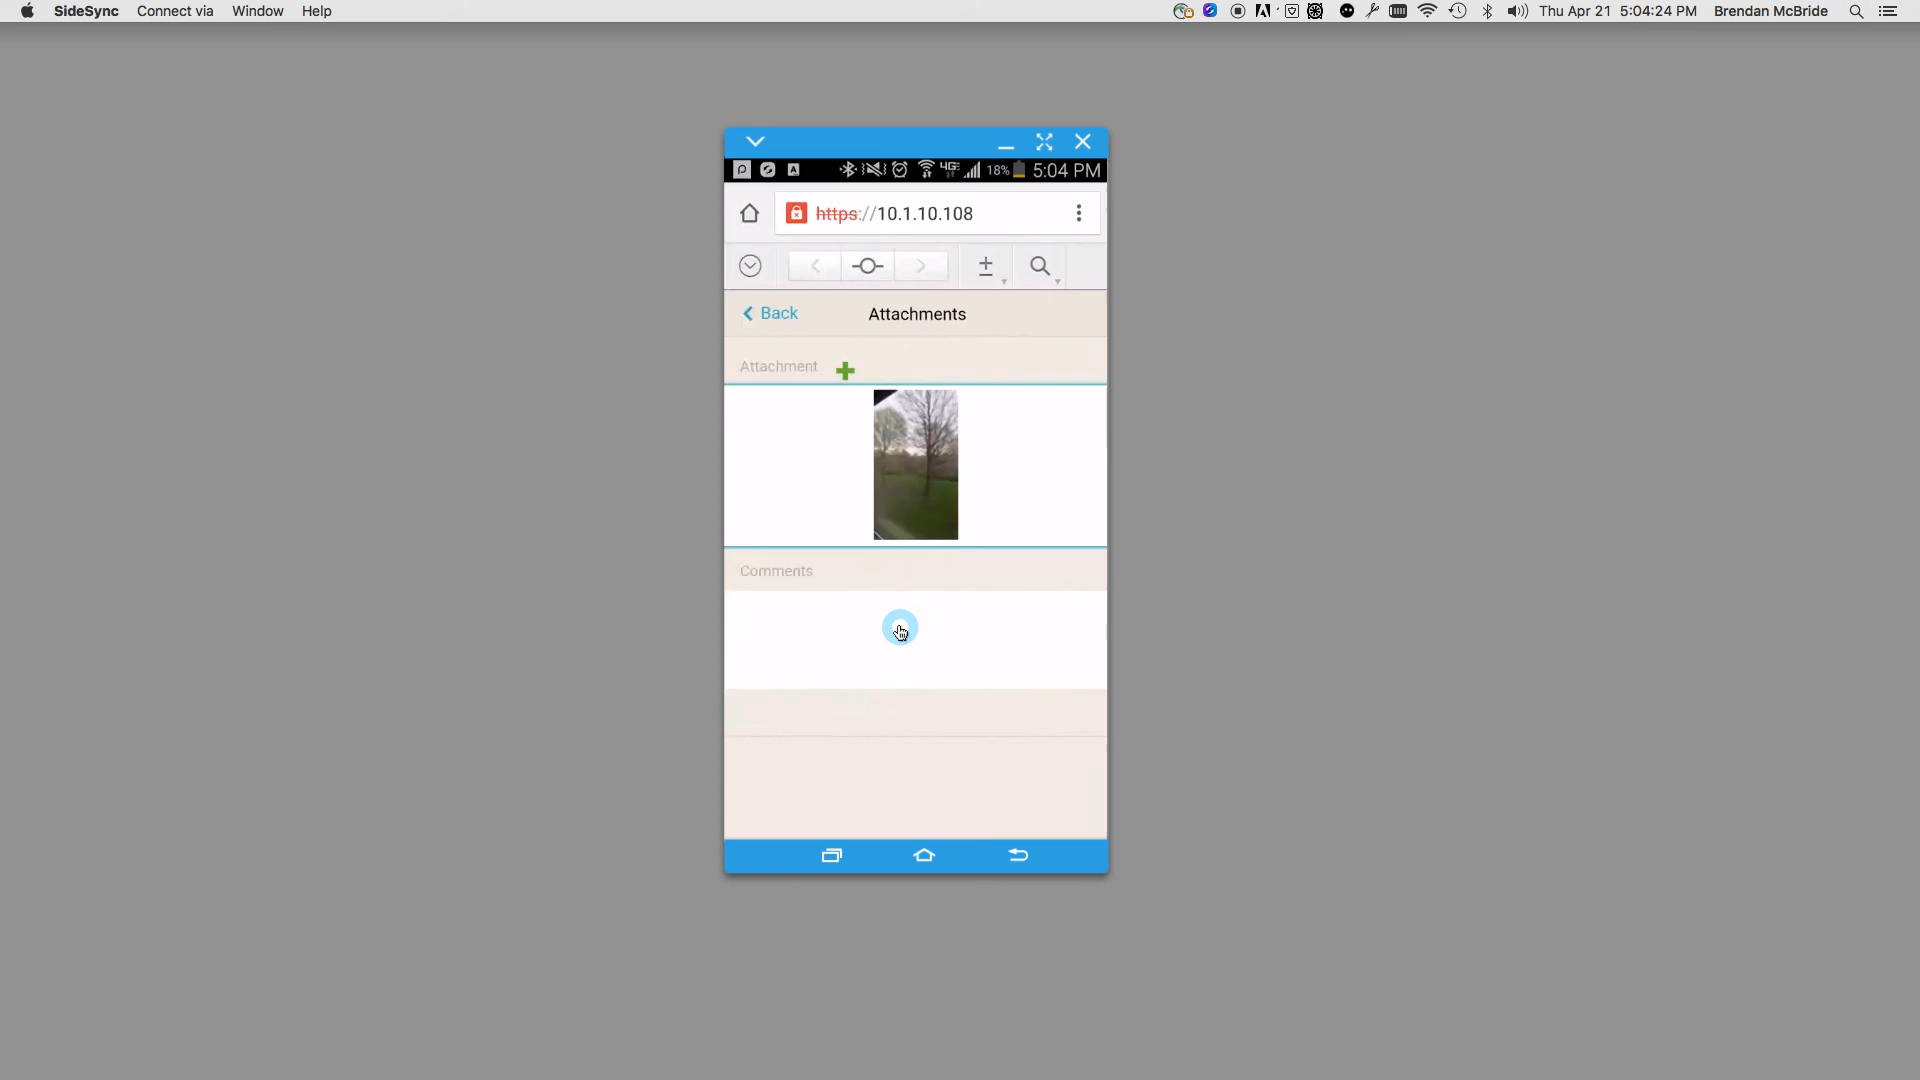 SideSync Connect via Window Help Thu Apr 21 5:04:24 PM Brendan McBride
18% 5:04 PM
https://10.1.10.108
Back Attachments
Attachment
Comments